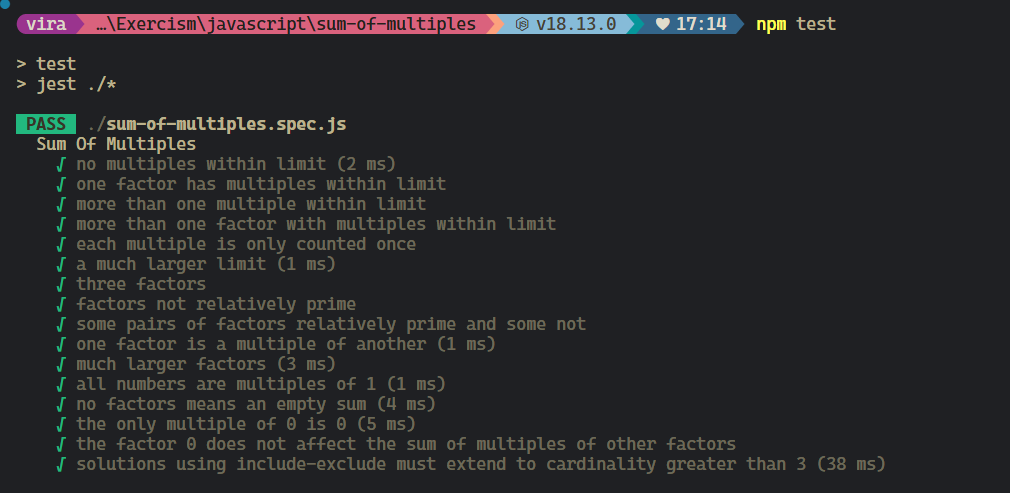 vira …\Exercism\javascript\sum-of-multiples v18.13.0 17:14 npm test
> test
> jest ./*
PASS ./sum-of-multiples.spec.js
Sum Of Multiples
√ no multiples within limit (2 ms)
√ one factor has multiples within limit
√ more than one multiple within limit
√ more than one factor with multiples within limit
√ each multiple is only counted once
√ a much larger limit (1 ms)
√ three factors
√ factors not relatively prime
√ some pairs of factors relatively prime and some not
√ one factor is a multiple of another (1 ms)
√ much larger factors (3 ms)
√ all numbers are multiples of 1 (1 ms)
√ no factors means an empty sum (4 ms)
√ the only multiple of 0 is 0 (5 ms)
√ the factor 0 does not affect the sum of multiples of other factors
√ solutions using include-exclude must extend to cardinality greater than 3 (38 ms)